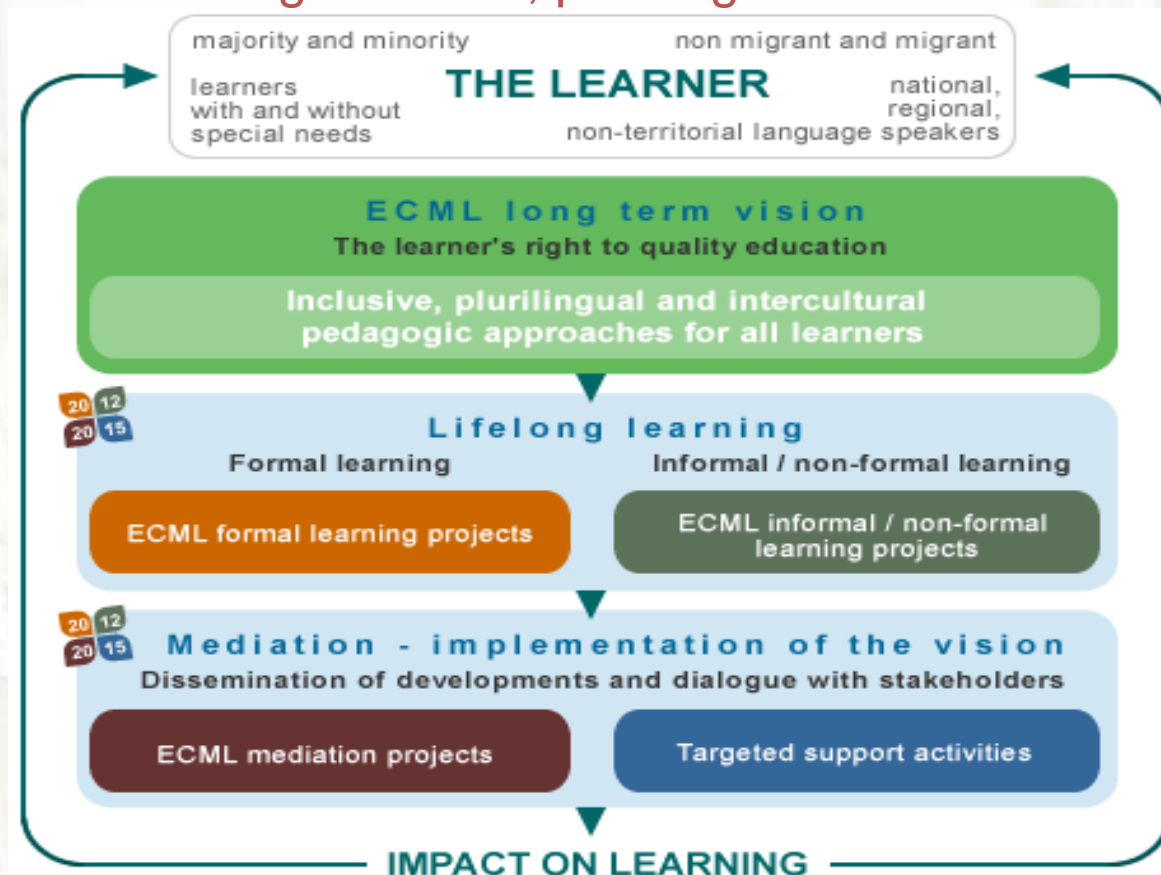 majority and minority
non migrant and migrant
THE LEARNER
learners
with and without
special needs
national,
regional,
non-territorial language speakers
ECML long term vision
The learner's right to quality education
Inclusive, plurilingual and intercultural
pedagogic approaches for all learners
20 12
20 15
Lifelong learning
Formal learning
Informal / non-formal learning
ECML formal learning projects
ECML informal / non-formal
learning projects
20 12
20 15
Mediation - implementation of the vision
Dissemination of developments and dialogue with stakeholders
ECML mediation projects
Targeted support activities
IMPACT ON LEARNING